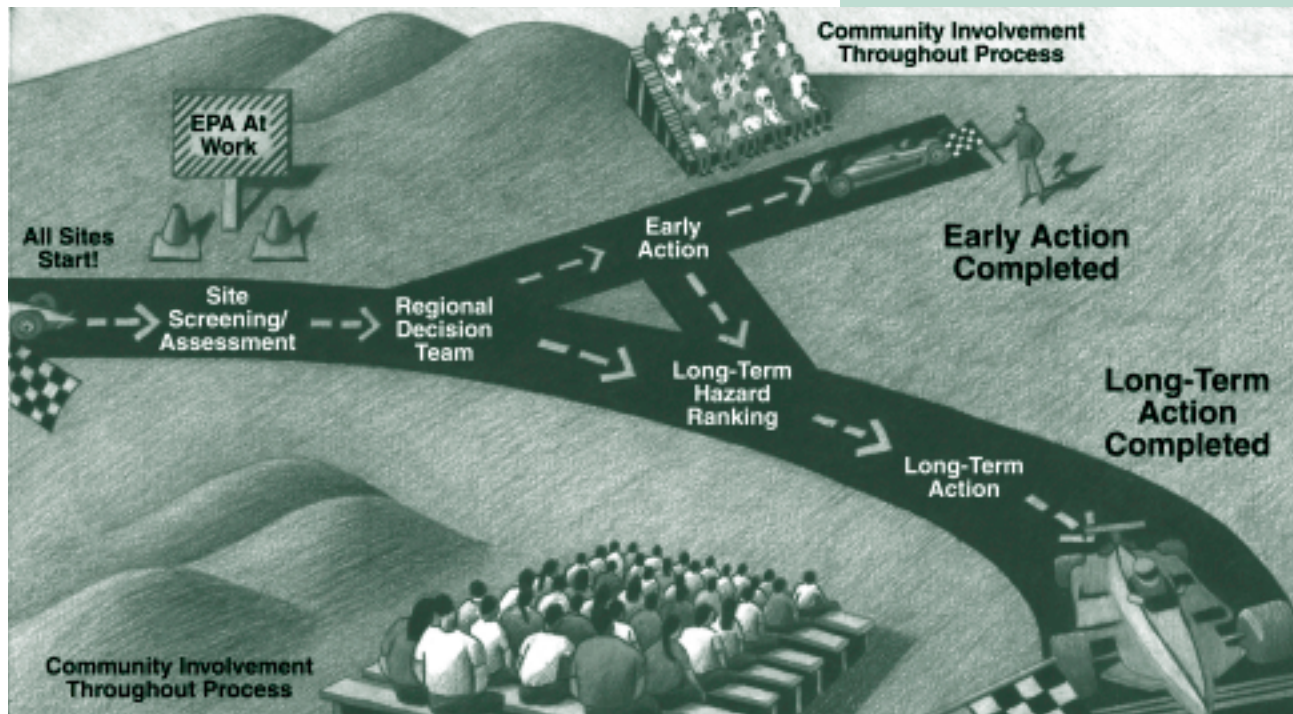 Community Involvement
Throughout Process
EPA At
Work
All Sites
Start!
Site
Screening/
Assessment
Regional
Decision
Team
Early
Action
Early Action
Completed
Long-Term
Hazard
Ranking
Long-Term
Action
Long-Term
Action
Completed
Community Involvement
Throughout Process